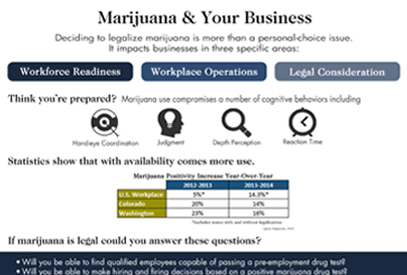 Marijuana & Your Business
Deciding to legalize marijuana is more than a personal-choice issue.
It impacts businesses in three specific areas:
Workforce Readiness
Workplace Operations
Legal Consideration
Think you're prepared? Marijuana use compromises a number of cognitive behaviors including
Hand-eye Coordination
Judgment
Depth Perception
Reaction Time
Statistics show that with availability comes more use.
Marijuana Positivity Increase Year-Over-Year
2012-2013 2013-2014
U.S. Workplace 5%* 14.3%*
Colorado 20% 14%
Washington 23% 16%
*Includes states with and without legalization
If marijuana is legal could you answer these questions?
• Will you be able to find qualified employees capable of passing a pre-employment drug test?
• Will you be able to make hiring and firing decisions based on a positive marijuana drug test?